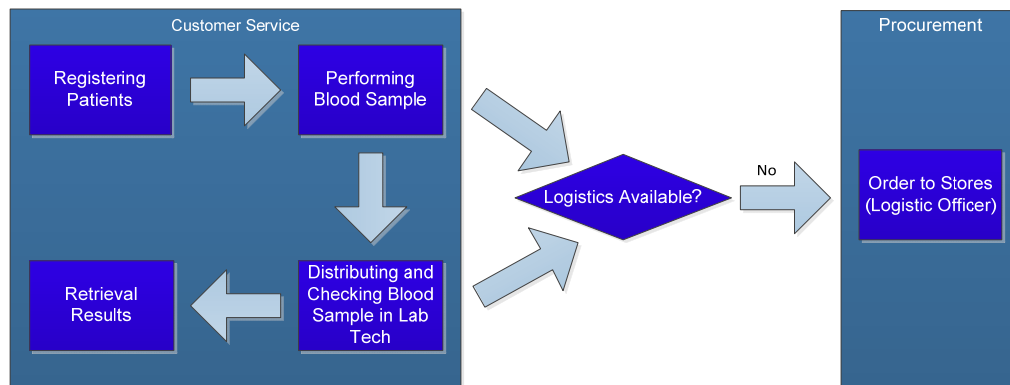 Customer Service
Registering
Patients
Performing
Blood Sample
Distributing and
Checking Blood
Sample in Lab
Tech
Retrieval
Results
Logistics Available?
No
Procurement
Order to Stores
(Logistic Officer)